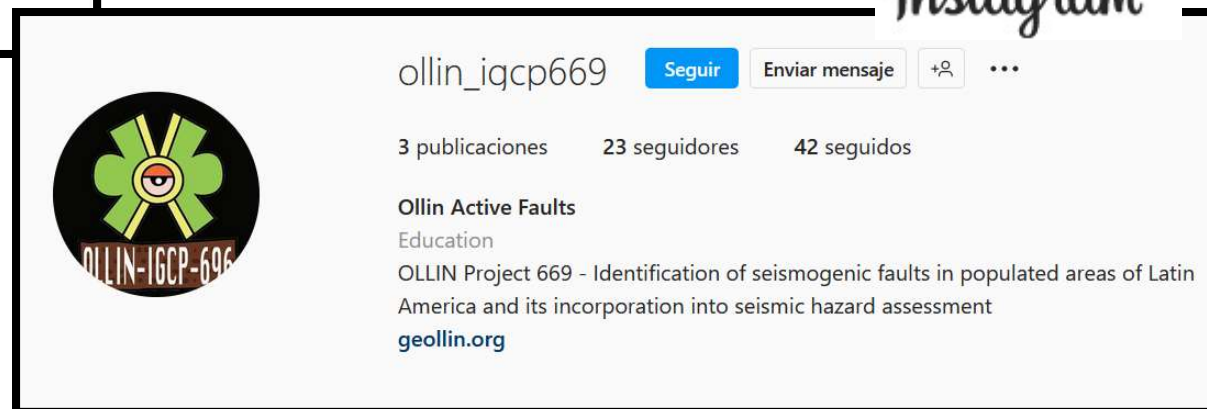 Instagram
ollin_igcp669
Seguir
Enviar mensaje
3 publicaciones
23 seguidores
42 seguidos
Ollin Active Faults
Education
OLLIN Project 669 - Identification of seismogenic faults in populated areas of Latin
America and its incorporation into seismic hazard assessment
geollin.org
OLLIN-IGCP-696